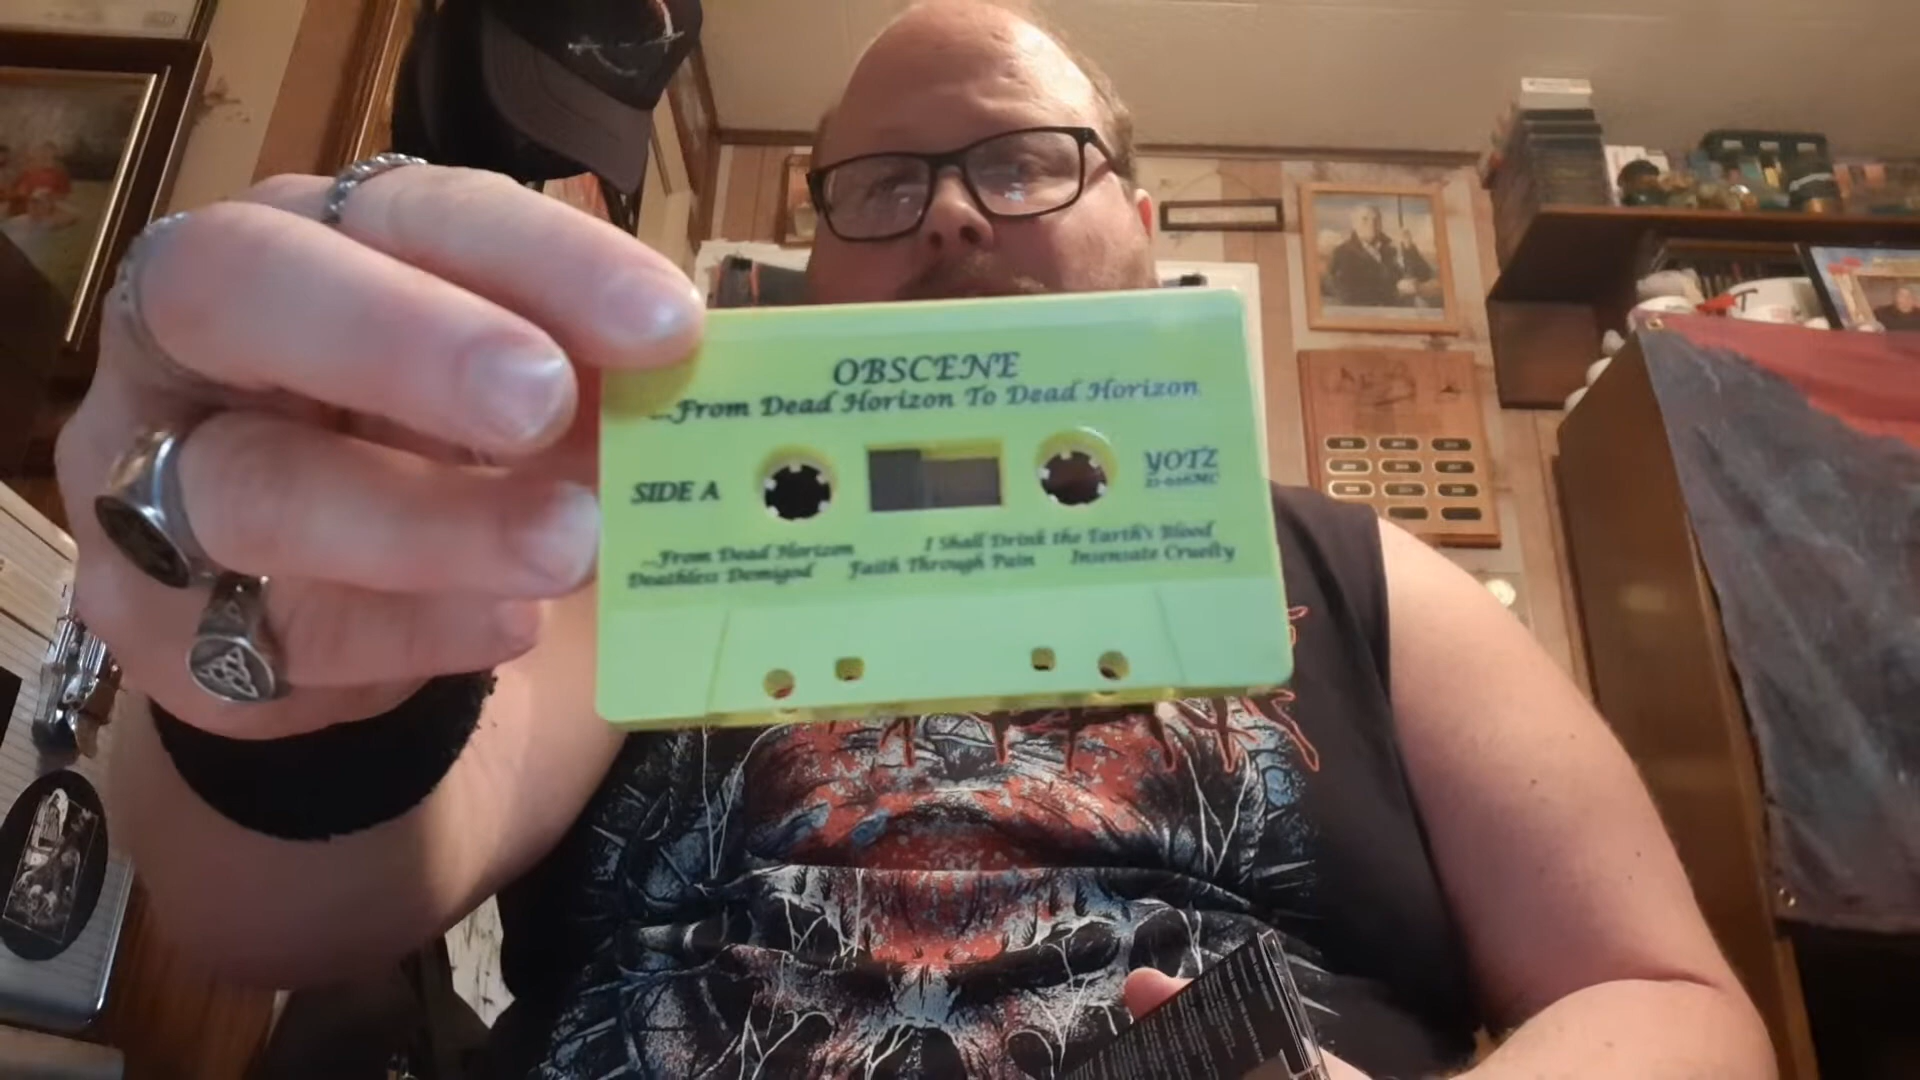 OBSCENE
...From Dead Horizon To Dead Horizon
SIDE A
YOTZ
...From Dead Horizon I Shall Drink the Earth's Blood
Deathless Demigod Faith Through Pain Insensate Cruelty